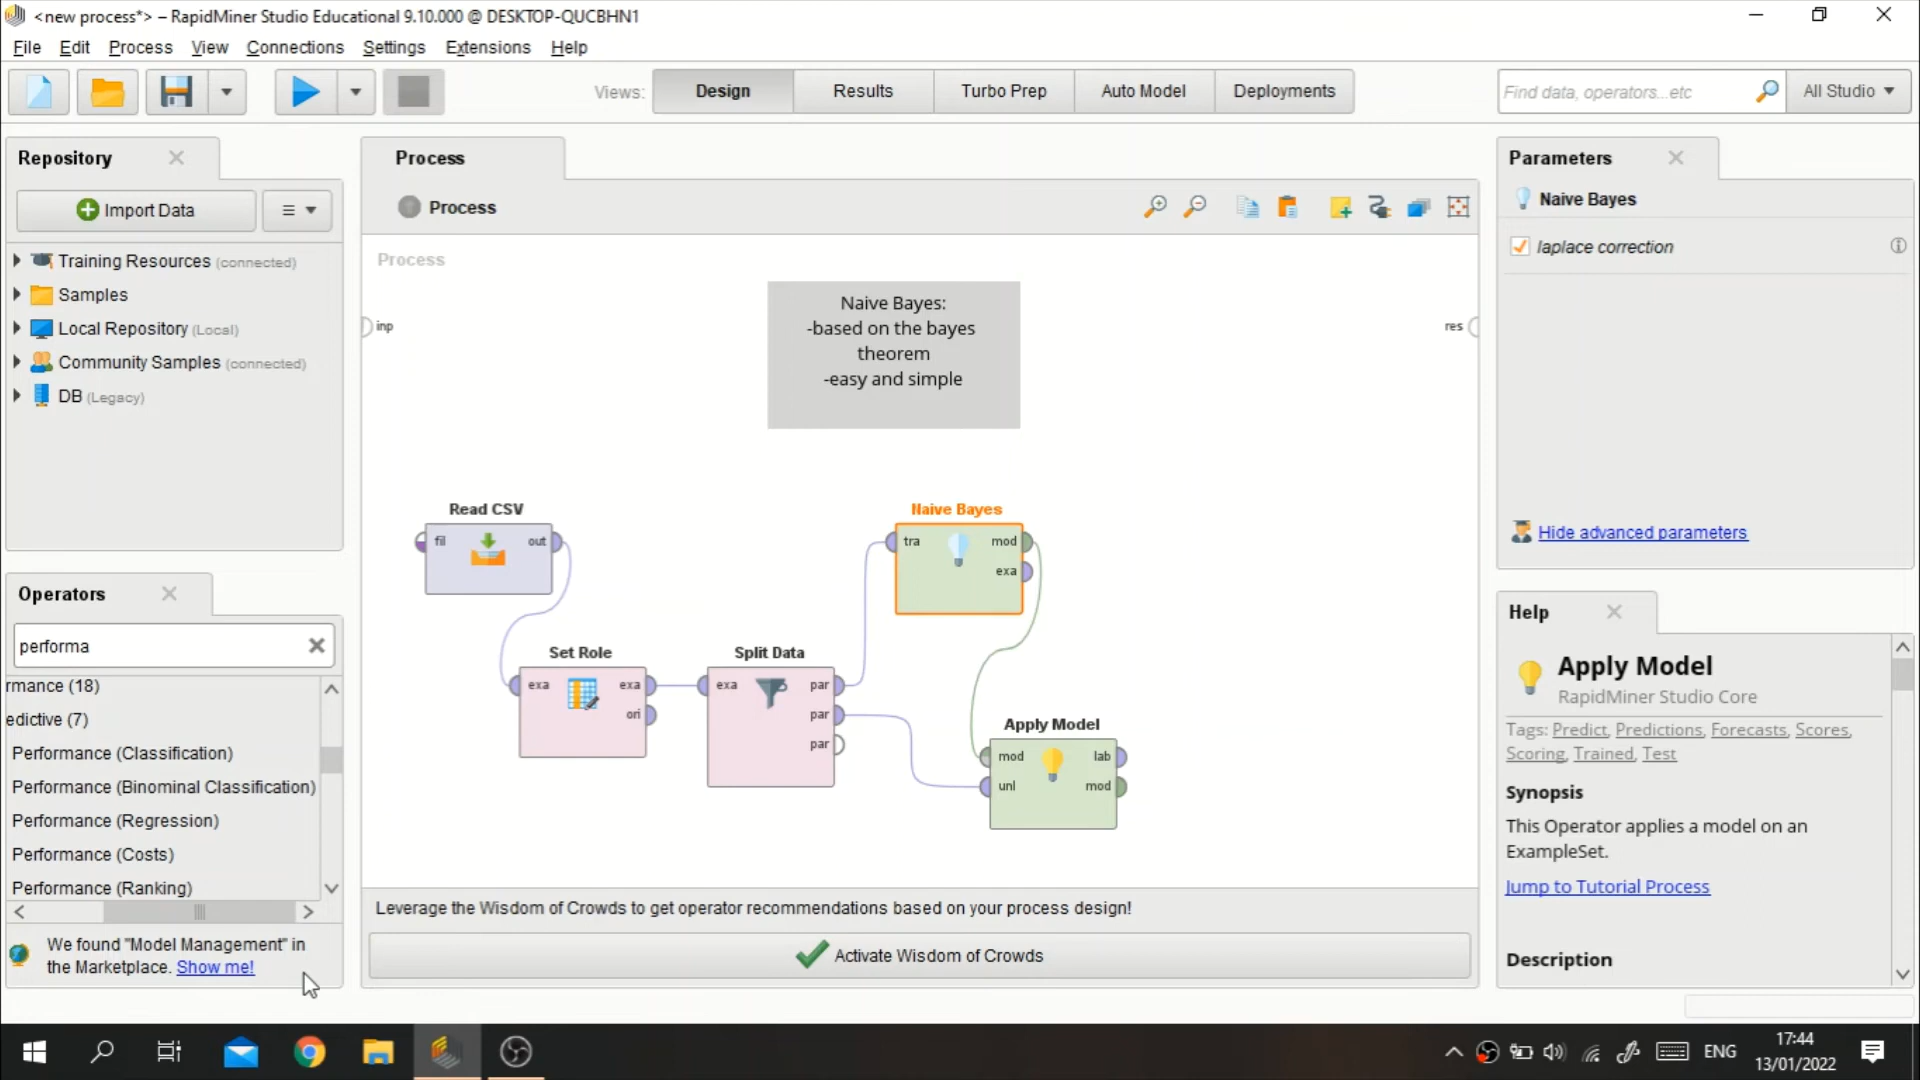 <new process*> – RapidMiner Studio Educational 9.10.000 @ DESKTOP-QUCBHN1
File Edit Process View Connections Settings Extensions Help
Views: Design Results Turbo Prep Auto Model Deployments
Find data, operators...etc
All Studio
Repository
Import Data
Training Resources (connected)
Samples
Local Repository (Local)
Community Samples (connected)
DB (Legacy)
Operators
performa
rmance (18)
edictive (7)
Performance (Classification)
Performance (Binominal Classification)
Performance (Regression)
Performance (Costs)
Performance (Ranking)
We found "Model Management" in
the Marketplace. Show me!
Process
Process
Process
inp
res
Naive Bayes:
-based on the bayes
theorem
-easy and simple
Read CSV
fil out
Set Role
exa exa
ori
Split Data
exa par
par
par
Naive Bayes
tra mod
exa
Apply Model
mod lab
unl mod
Leverage the Wisdom of Crowds to get operator recommendations based on your process design!
Activate Wisdom of Crowds
Parameters
Naive Bayes
laplace correction
Hide advanced parameters
Help
Apply Model
RapidMiner Studio Core
Tags: Predict, Predictions, Forecasts, Scores,
Scoring, Trained, Test
Synopsis
This Operator applies a model on an
ExampleSet.
Jump to Tutorial Process
Description
ENG
17:44
13/01/2022